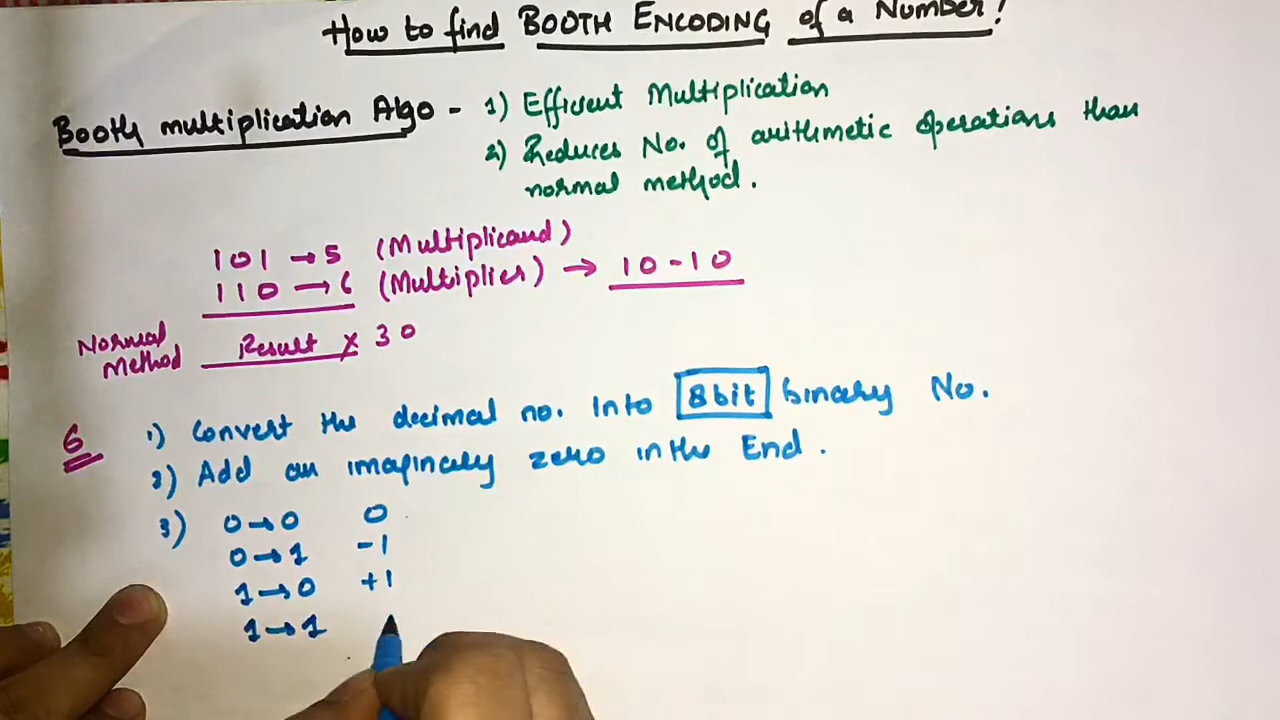 How to find BOOTH ENCODING of a Number!
Booth multiplication Algo - 1) Efficient Multiplication
2) Reduces No. of arithmetic operations than
normal method.
101 → 5 (Multiplicand)
110 → 6 (Multiplier) → 10-10
Normal Method Result × 30
6 1) Convert the decimal no. into 8bit binary No.
2) Add an imaginary zero in the End.
3) 0→0 0
0→1 -1
1→0 +1
1→1